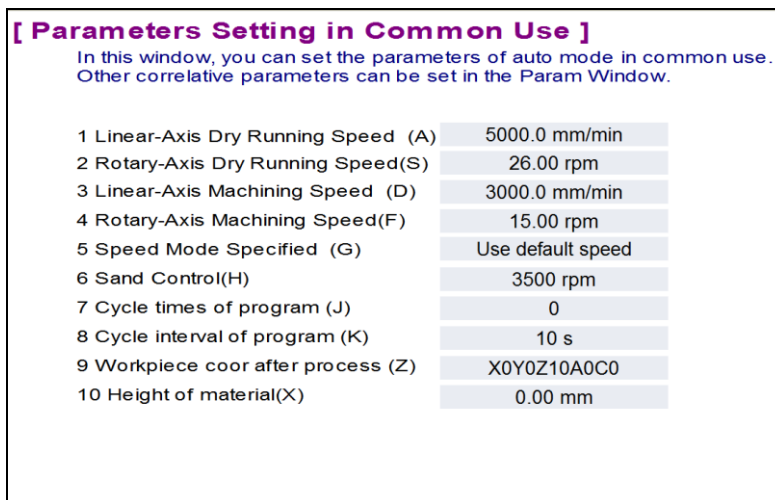 [ Parameters Setting in Common Use ]
In this window, you can set the parameters of auto mode in common use.
Other correlative parameters can be set in the Param Window.
1 Linear-Axis Dry Running Speed (A) 5000.0 mm/min
2 Rotary-Axis Dry Running Speed(S) 26.00 rpm
3 Linear-Axis Machining Speed (D) 3000.0 mm/min
4 Rotary-Axis Machining Speed(F) 15.00 rpm
5 Speed Mode Specified (G) Use default speed
6 Sand Control(H) 3500 rpm
7 Cycle times of program (J) 0
8 Cycle interval of program (K) 10 s
9 Workpiece coor after process (Z) X0Y0Z10A0C0
10 Height of material(X) 0.00 mm